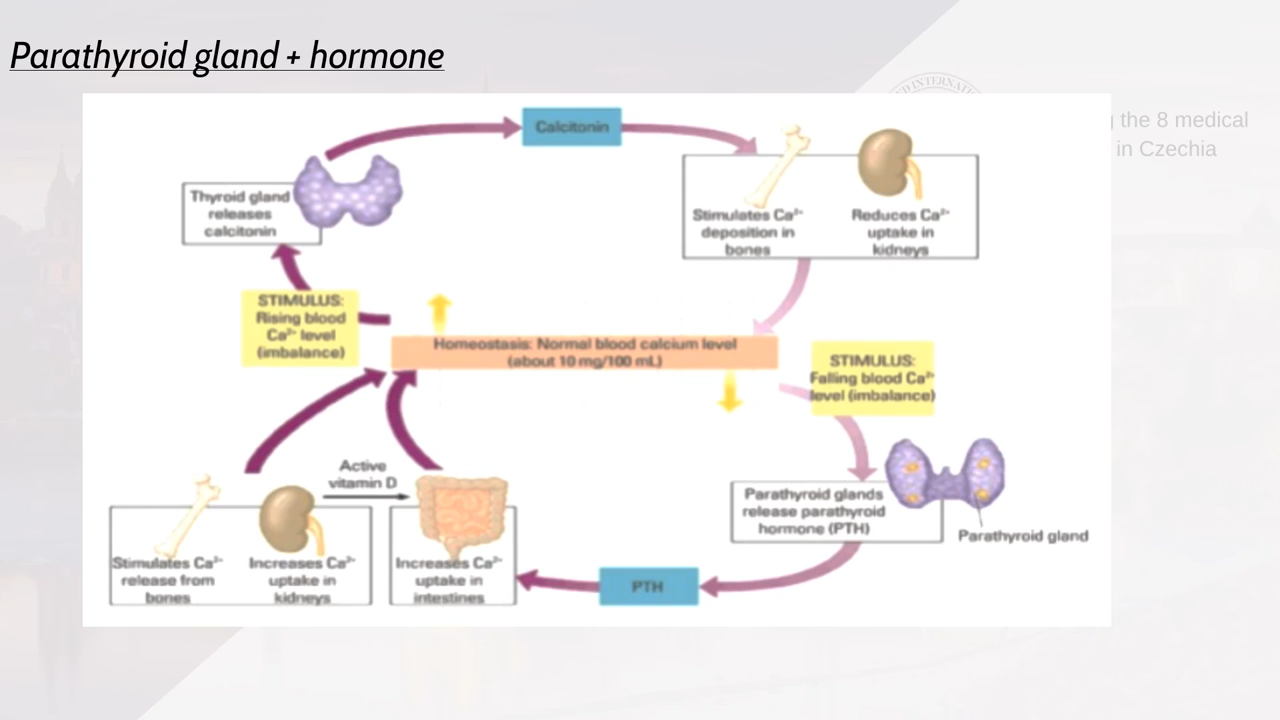 Parathyroid gland + hormone
D INTERNATI
g the 8 medical
in Czechia
Calcitonin
Thyroid gland
releases
calcitonin
Stimulates Ca²⁺
deposition in
bones
Reduces Ca²⁺
uptake in
kidneys
STIMULUS:
Rising blood
Ca²⁺ level
(imbalance)
Homeostasis: Normal blood calcium level
(about 10 mg/100 mL)
STIMULUS:
Falling blood Ca²⁺
level (imbalance)
Active
vitamin D
Stimulates Ca²⁺
release from
bones
Increases Ca²⁺
uptake in
kidneys
Increases Ca²⁺
uptake in
intestines
Parathyroid glands
release parathyroid
hormone (PTH)
Parathyroid gland
PTH